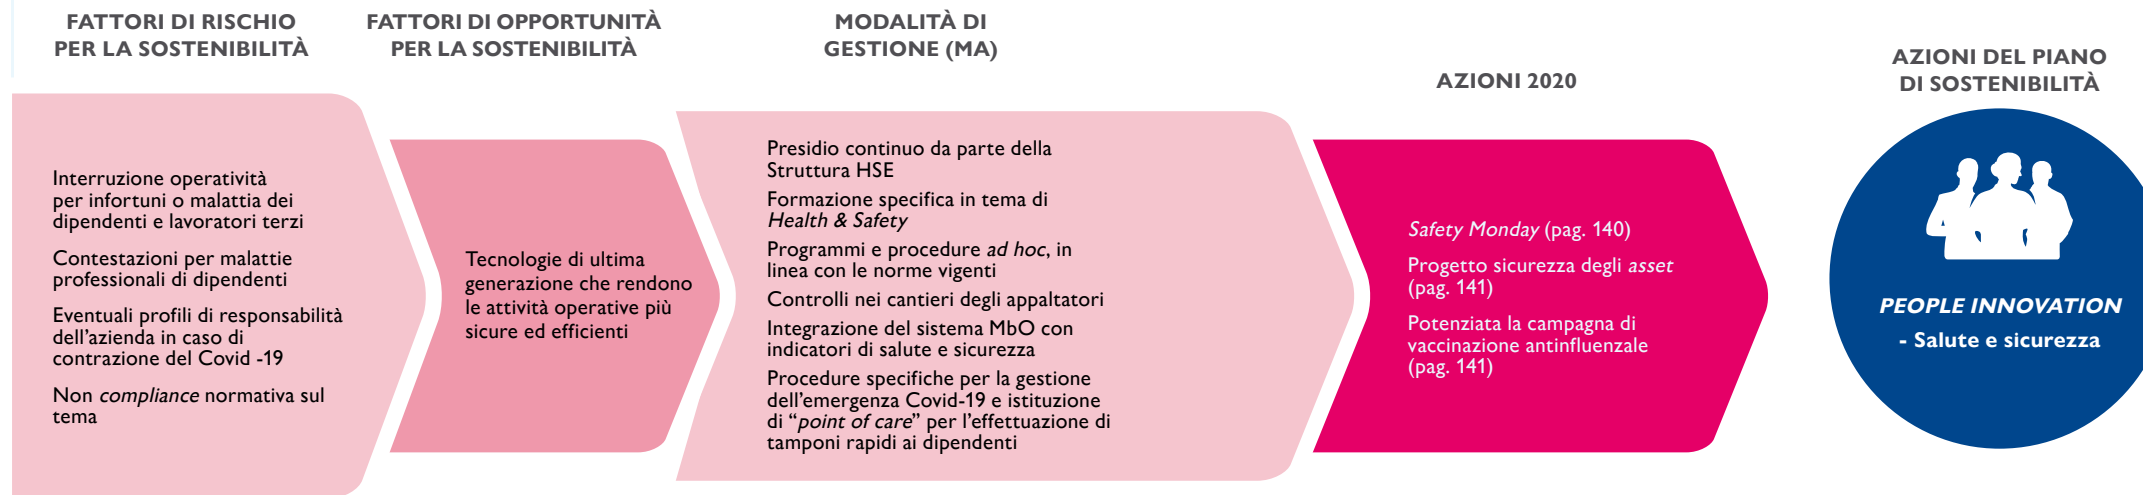 FATTORI DI RISCHIO
PER LA SOSTENIBILITÀ
Interruzione operatività
per infortuni o malattia dei
dipendenti e lavoratori terzi
Contestazioni per malattie
professionali di dipendenti
Eventuali profili di responsabilità
dell'azienda in caso di
contrazione del Covid -19
Non compliance normativa sul
tema
FATTORI DI OPPORTUNITÀ
PER LA SOSTENIBILITÀ
Tecnologie di ultima
generazione che rendono
le attività operative più
sicure ed efficienti
MODALITÀ DI
GESTIONE (MA)
Presidio continuo da parte della
Struttura HSE
Formazione specifica in tema di
Health & Safety
Programmi e procedure ad hoc, in
linea con le norme vigenti
Controlli nei cantieri degli appaltatori
Integrazione del sistema MbO con
indicatori di salute e sicurezza
Procedure specifiche per la gestione
dell'emergenza Covid-19 e istituzione
di “point of care” per l'effettuazione di
tamponi rapidi ai dipendenti
AZIONI 2020
Safety Monday (pag. 140)
Progetto sicurezza degli asset
(pag. 141)
Potenziata la campagna di
vaccinazione antinfluenzale
(pag. 141)
AZIONI DEL PIANO
DI SOSTENIBILITÀ
PEOPLE INNOVATION
- Salute e sicurezza